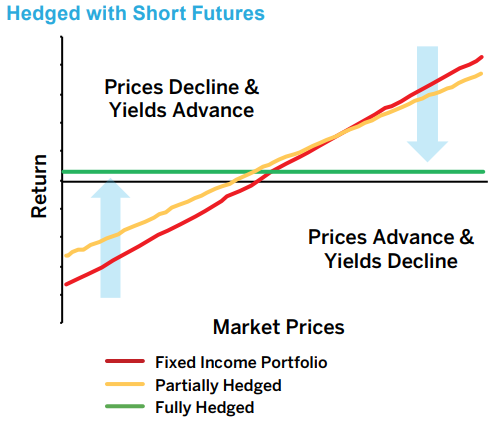 Hedged with Short Futures
Prices Decline &
Yields Advance
Return
Prices Advance &
Yields Decline
Market Prices
Fixed Income Portfolio
Partially Hedged
Fully Hedged